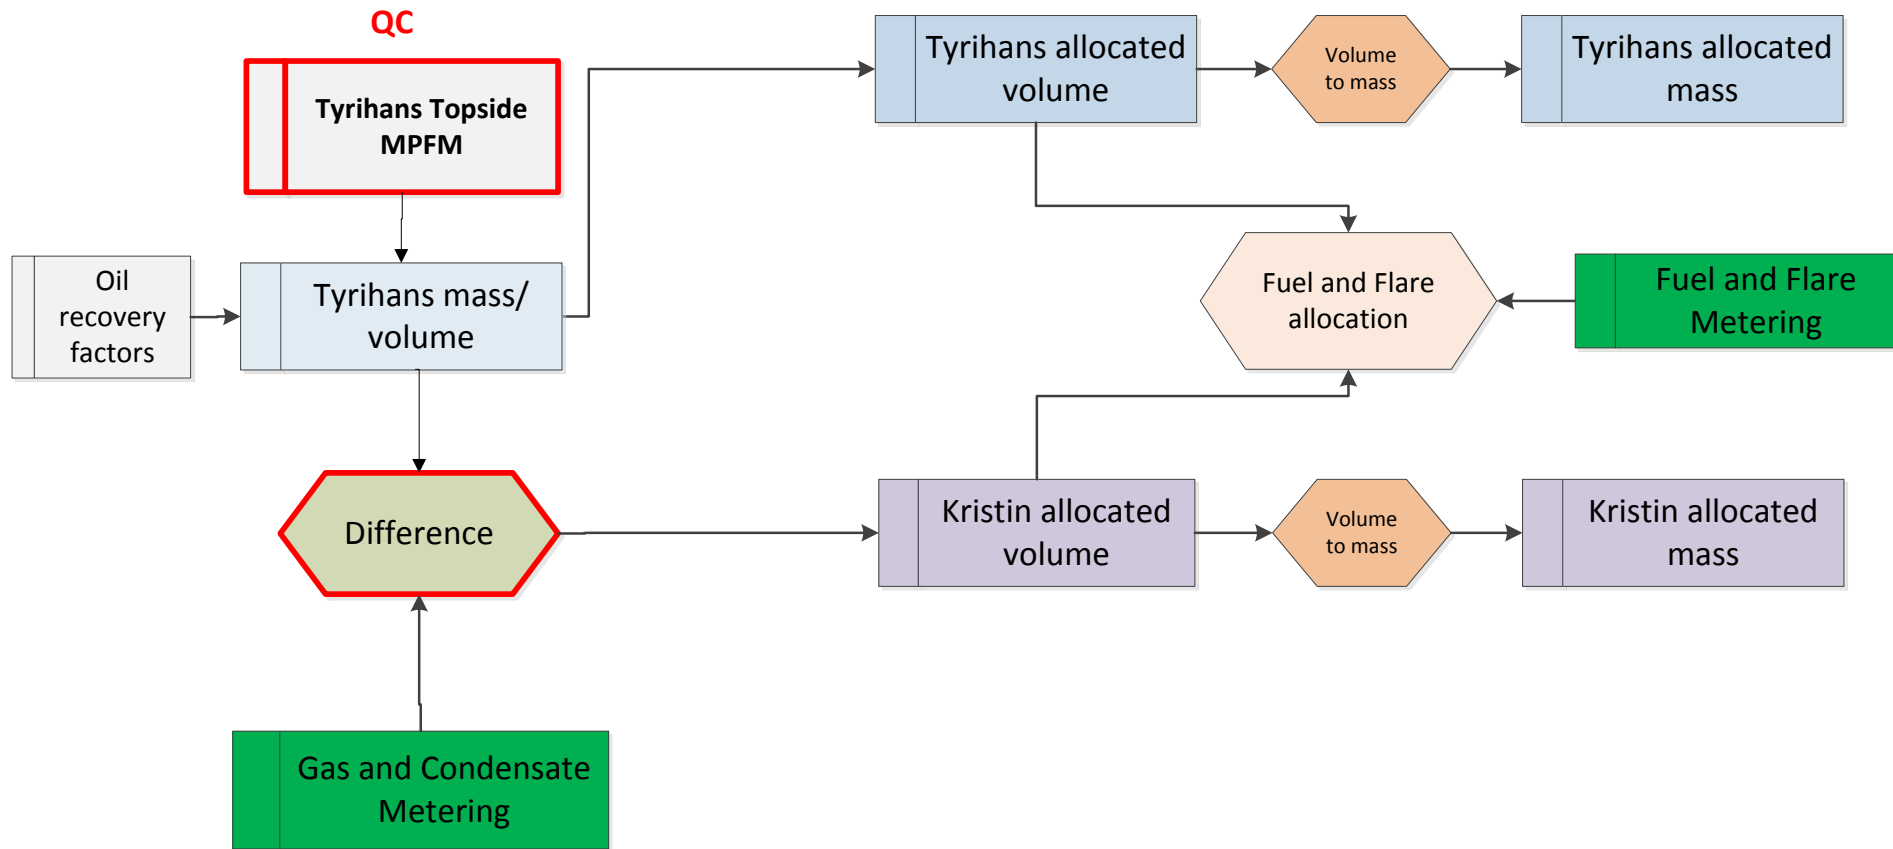 QC
Tyrihans Topside
MPFM
Oil
recovery
factors
Tyrihans mass/
volume
Difference
Gas and Condensate
Metering
Tyrihans allocated
volume
Volume
to mass
Tyrihans allocated
mass
Fuel and Flare
allocation
Fuel and Flare
Metering
Kristin allocated
volume
Volume
to mass
Kristin allocated
mass